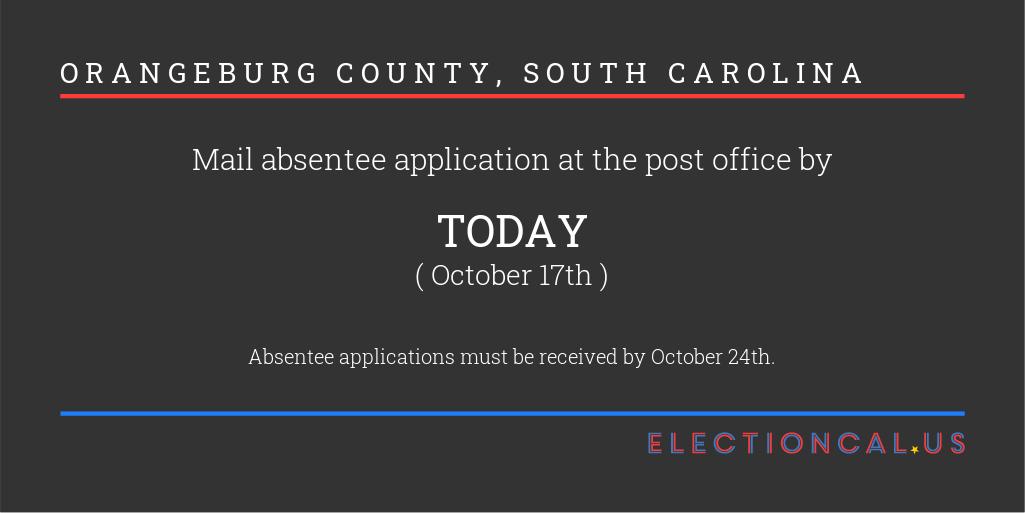 ORANGEBURG COUNTY, SOUTH CAROLINA
Mail absentee application at the post office by
TODAY
( October 17th )
Absentee applications must be received by October 24th.
ELECTIONCAL.US